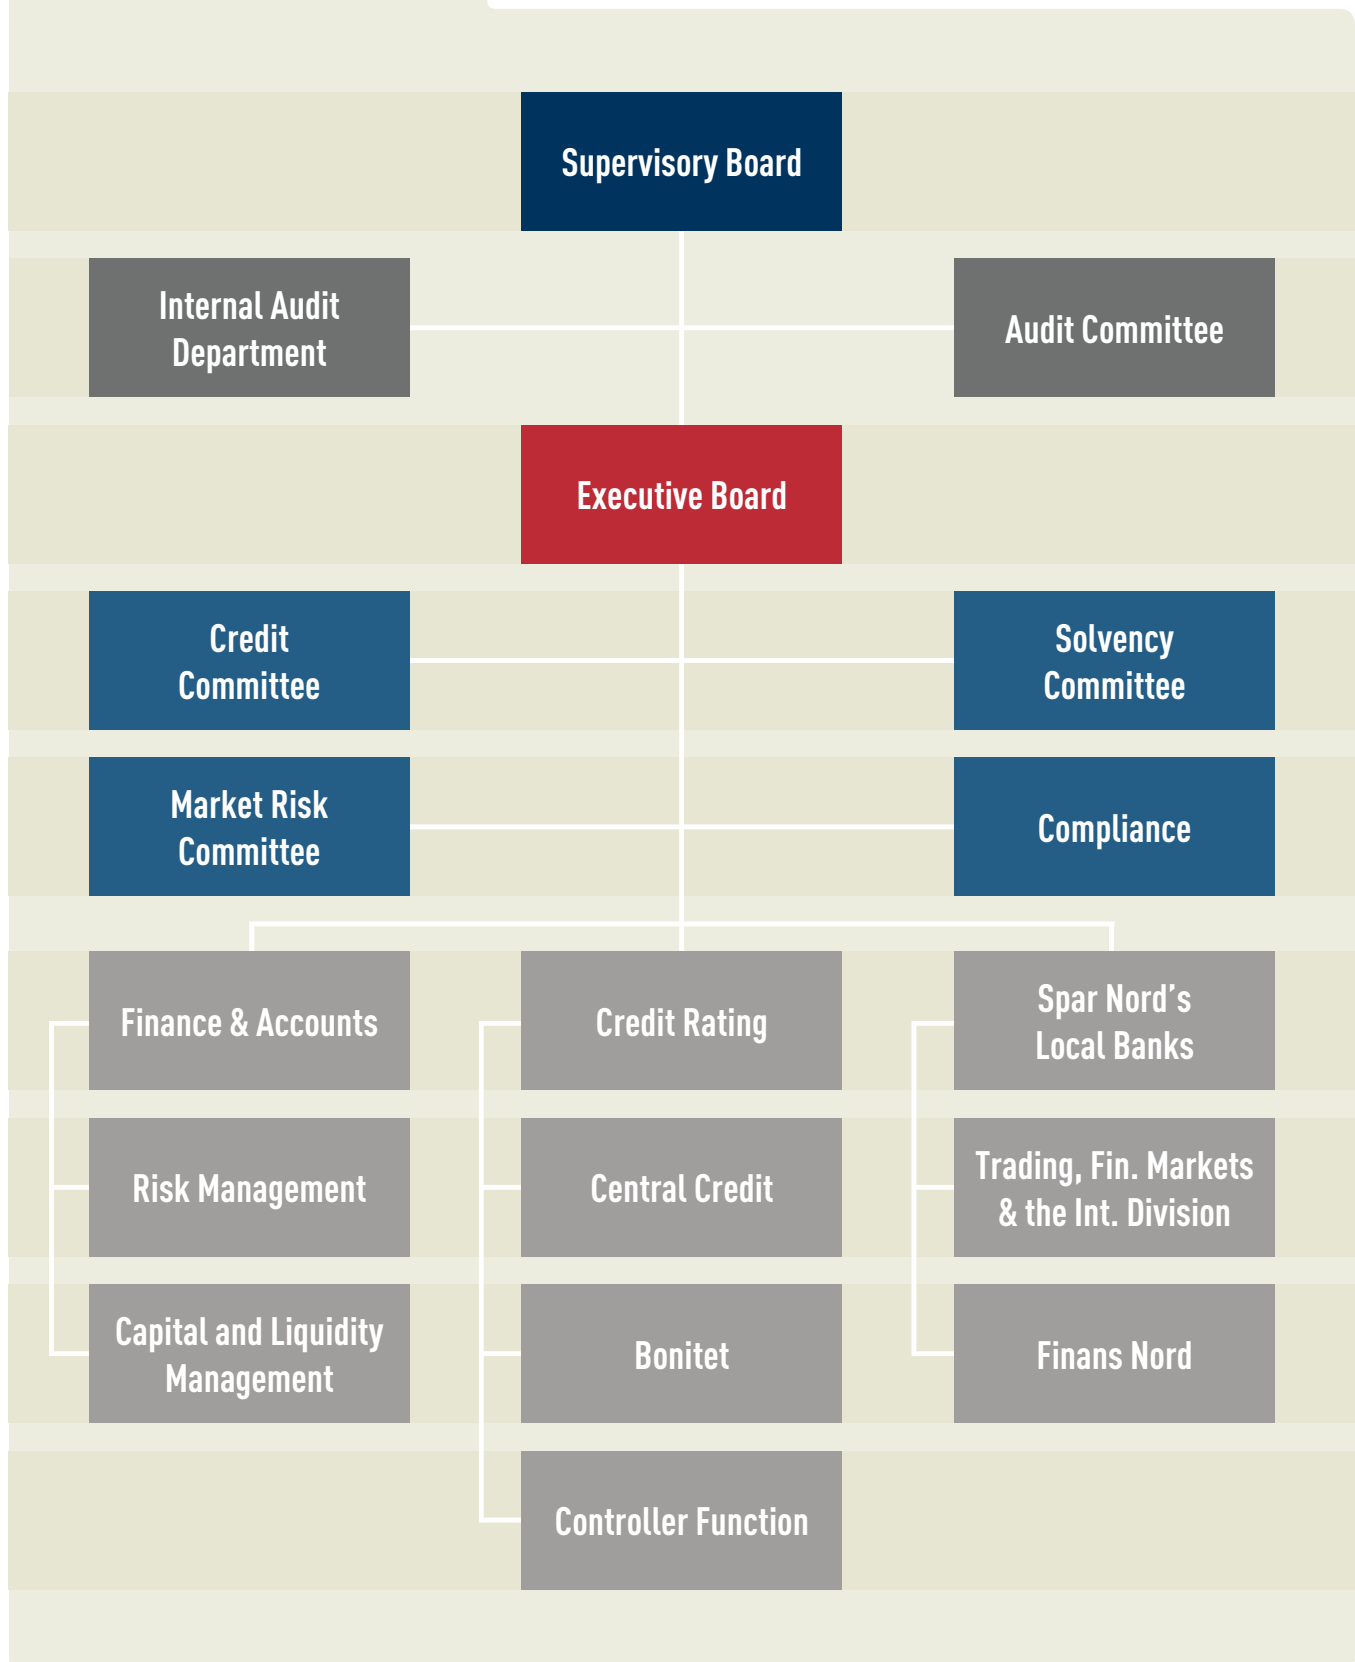 Supervisory Board
Internal Audit
Department
Audit Committee
Executive Board
Credit
Committee
Solvency
Committee
Market Risk
Committee
Compliance
Finance & Accounts
Credit Rating
Spar Nord’s
Local Banks
Risk Management
Central Credit
Trading, Fin. Markets
& the Int. Division
Capital and Liquidity
Management
Bonitet
Finans Nord
Controller Function